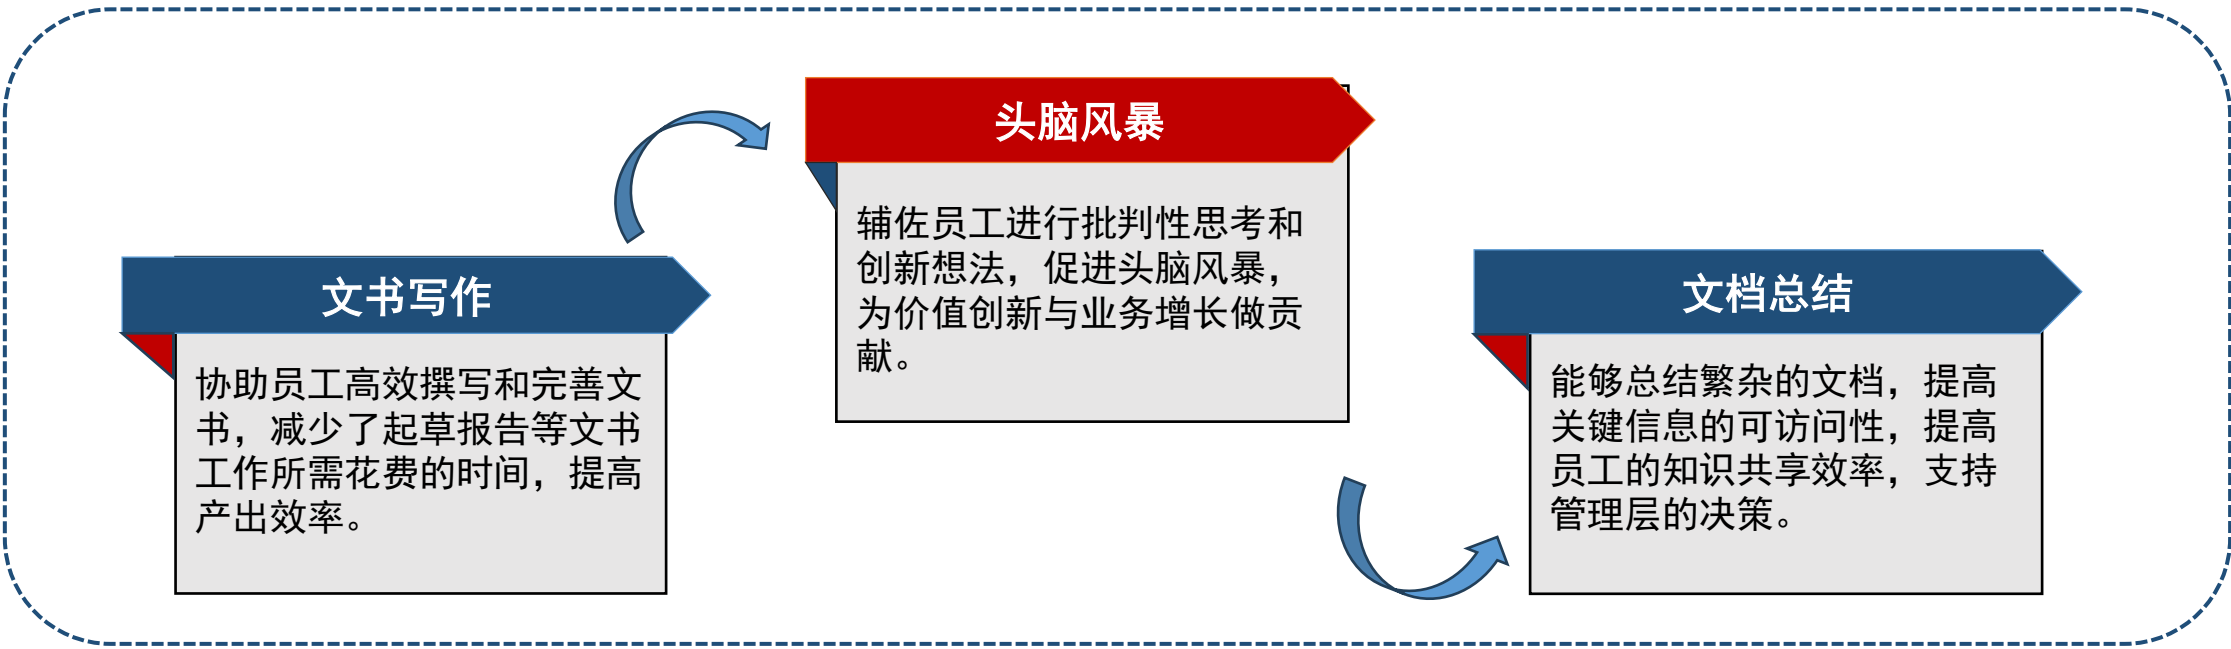 文书写作
协助员工高效撰写和完善文
书，减少了起草报告等文书
工作所需花费的时间，提高
产出效率。
头脑风暴
辅佐员工进行批判性思考和
创新想法，促进头脑风暴，
为价值创新与业务增长做贡
献。
文档总结
能够总结繁杂的文档，提高
关键信息的可访问性，提高
员工的知识共享效率，支持
管理层的决策。